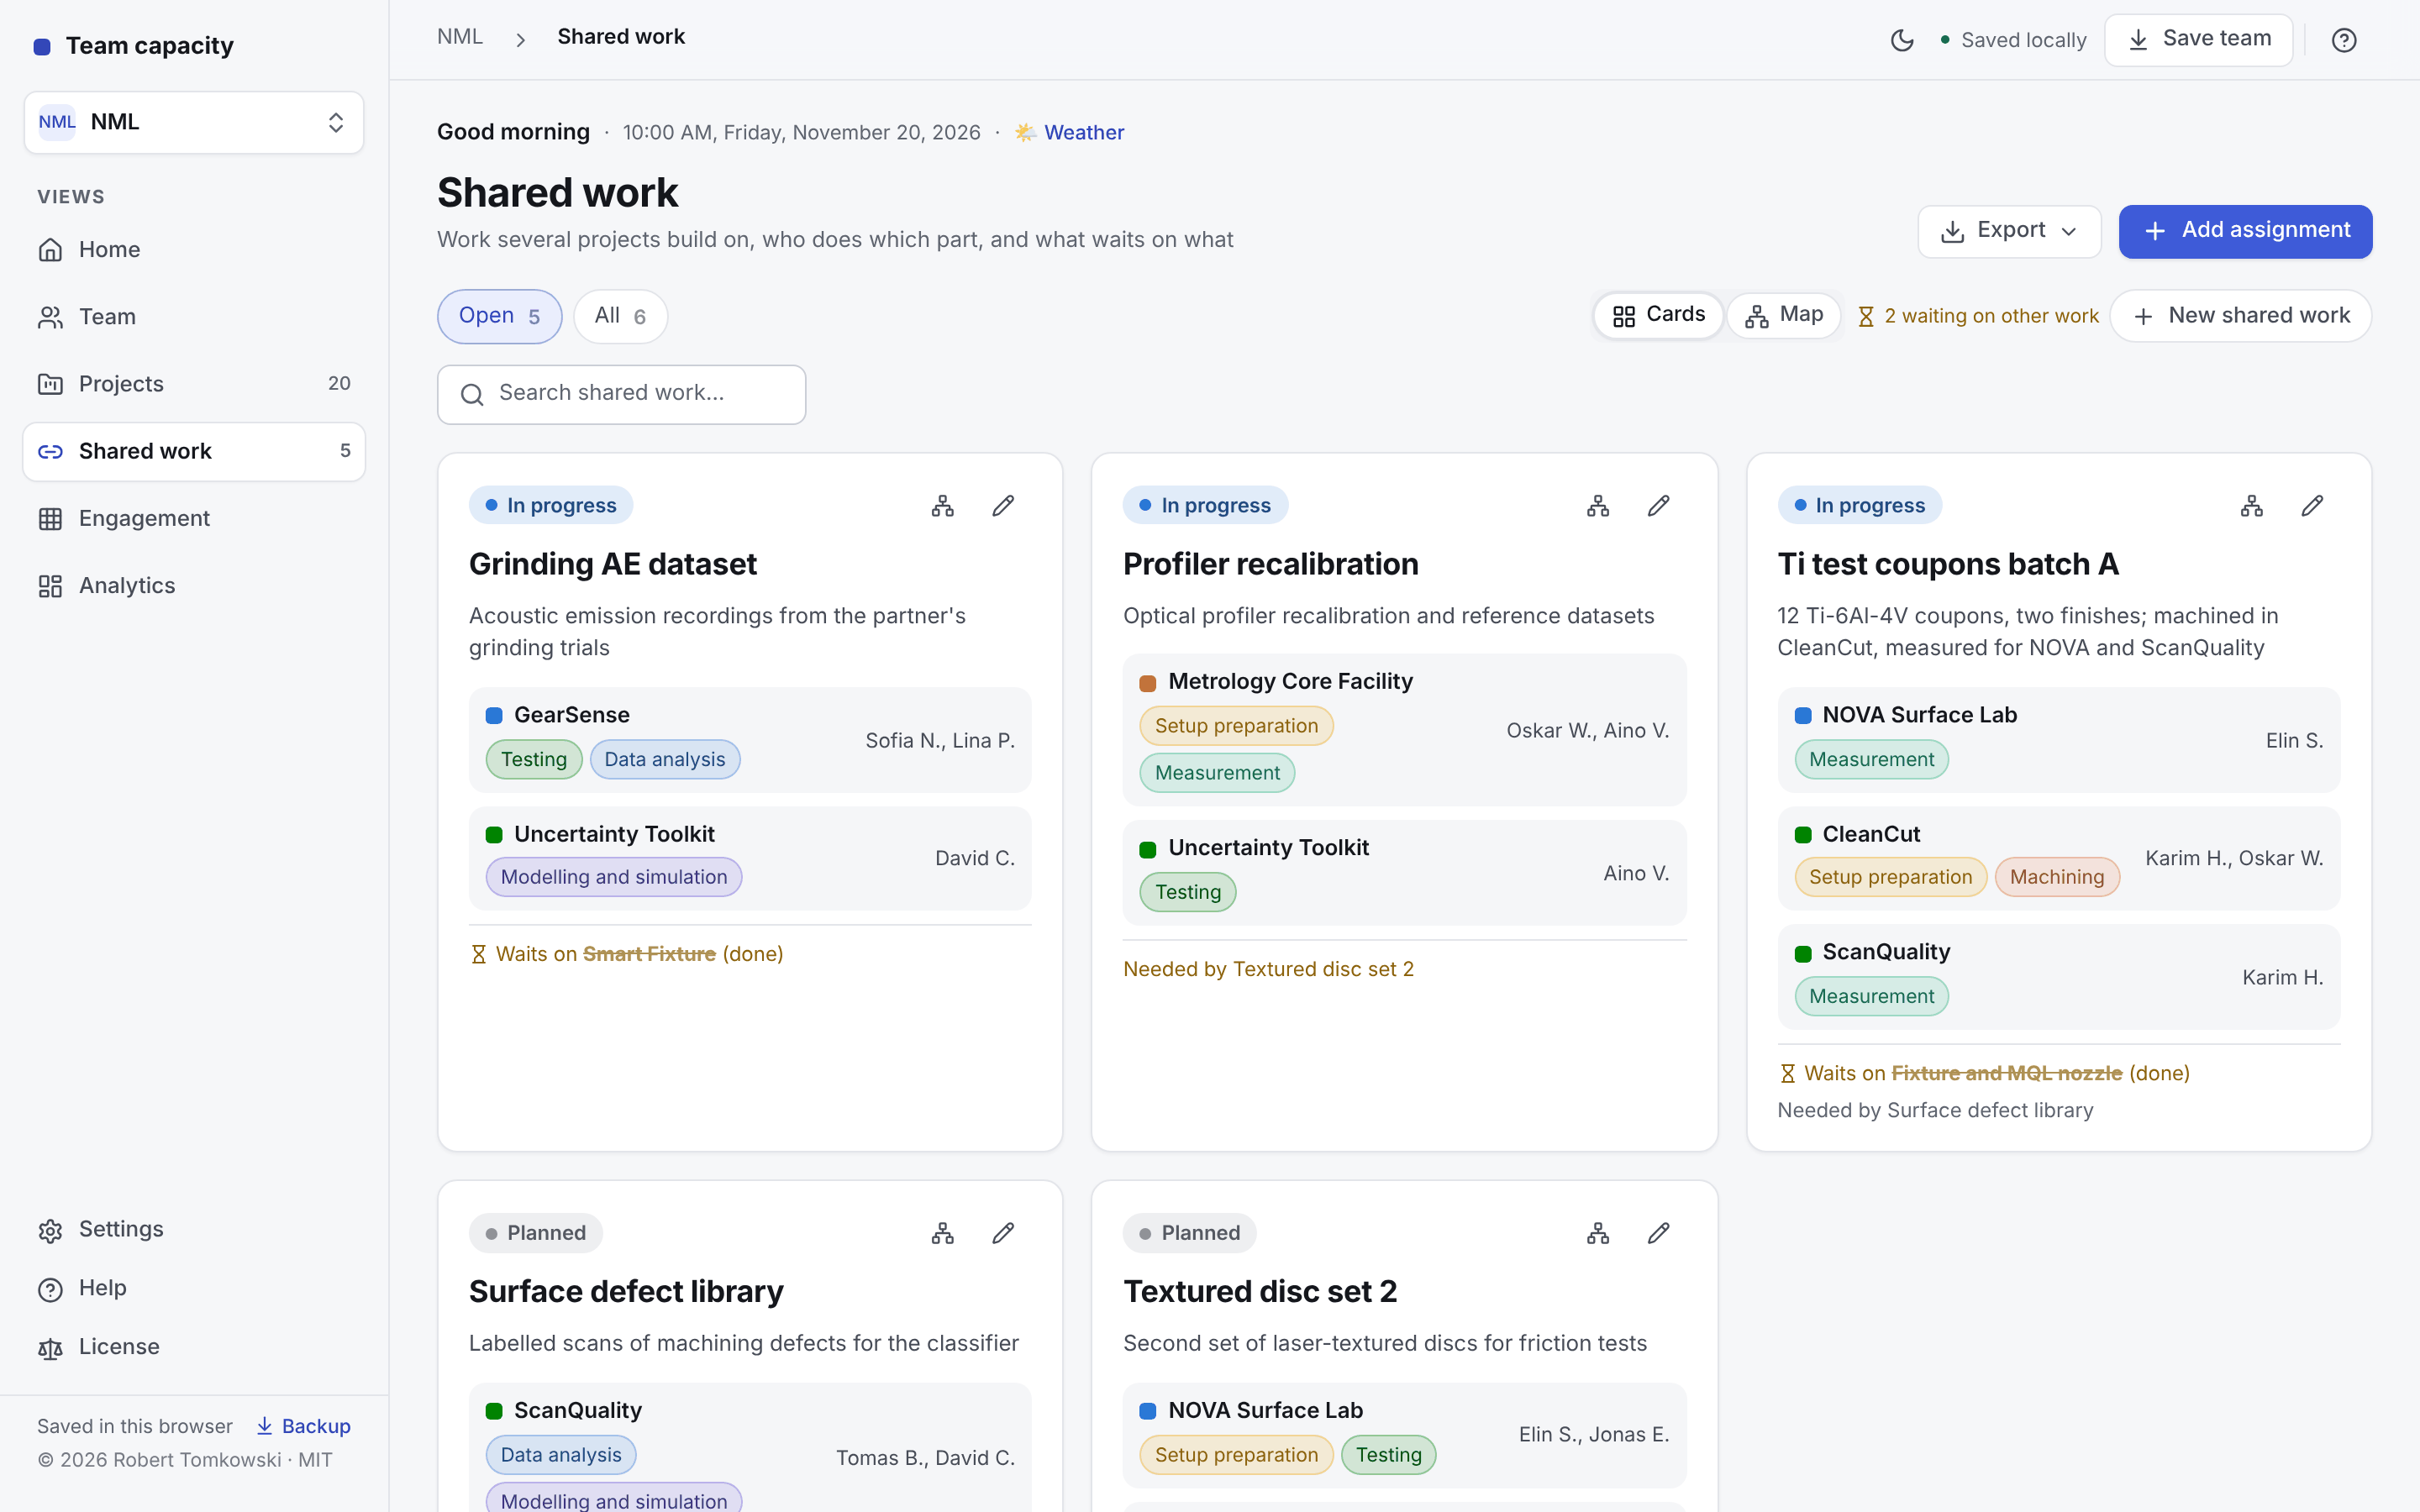 Team capacity
NML NML
VIEWS
Home
Team
Projects 20
Shared work 5
Engagement
Analytics
Settings
Help
License
Saved in this browser Backup
© 2026 Robert Tomkowski · MIT
NML > Shared work
Saved locally
Save team
Good morning · 10:00 AM, Friday, November 20, 2026 · Weather
Shared work
Work several projects build on, who does which part, and what waits on what
Export
Add assignment
Open 5
All 6
Cards
Map
2 waiting on other work
New shared work
Search shared work...
In progress
Grinding AE dataset
Acoustic emission recordings from the partner's
grinding trials
GearSense
Testing Data analysis
Sofia N., Lina P.
Uncertainty Toolkit
Modelling and simulation
David C.
Waits on Smart Fixture (done)
In progress
Profiler recalibration
Optical profiler recalibration and reference datasets
Metrology Core Facility
Setup preparation
Measurement
Oskar W., Aino V.
Uncertainty Toolkit
Testing
Aino V.
Needed by Textured disc set 2
In progress
Ti test coupons batch A
12 Ti-6Al-4V coupons, two finishes; machined in
CleanCut, measured for NOVA and ScanQuality
NOVA Surface Lab
Measurement
Elin S.
CleanCut
Setup preparation Machining
Karim H., Oskar W.
ScanQuality
Measurement
Karim H.
Waits on Fixture and MQL nozzle (done)
Needed by Surface defect library
Planned
Surface defect library
Labelled scans of machining defects for the classifier
ScanQuality
Data analysis
Modelling and simulation
Tomas B., David C.
Planned
Textured disc set 2
Second set of laser-textured discs for friction tests
NOVA Surface Lab
Setup preparation Testing
Elin S., Jonas E.